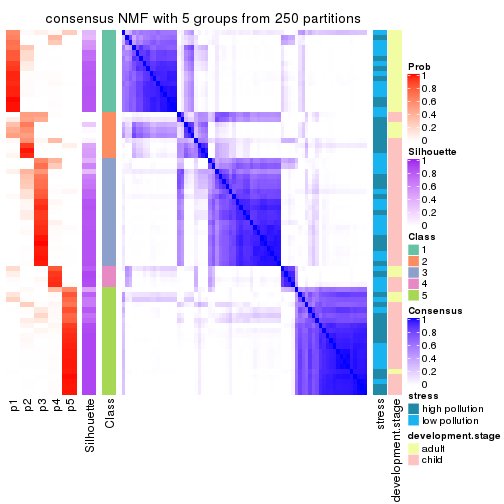 consensus NMF with 5 groups from 250 partitions
p1
p2
p3
p4
p5
Silhouette
Class
stress
development.stage
Prob
1
0.8
0.6
0.4
0.2
0
Silhouette
1
0.8
0.6
0.4
0.2
0
Class
1
2
3
4
5
Consensus
1
0.8
0.6
0.4
0.2
0
stress
high pollution
low pollution
development.stage
adult
child